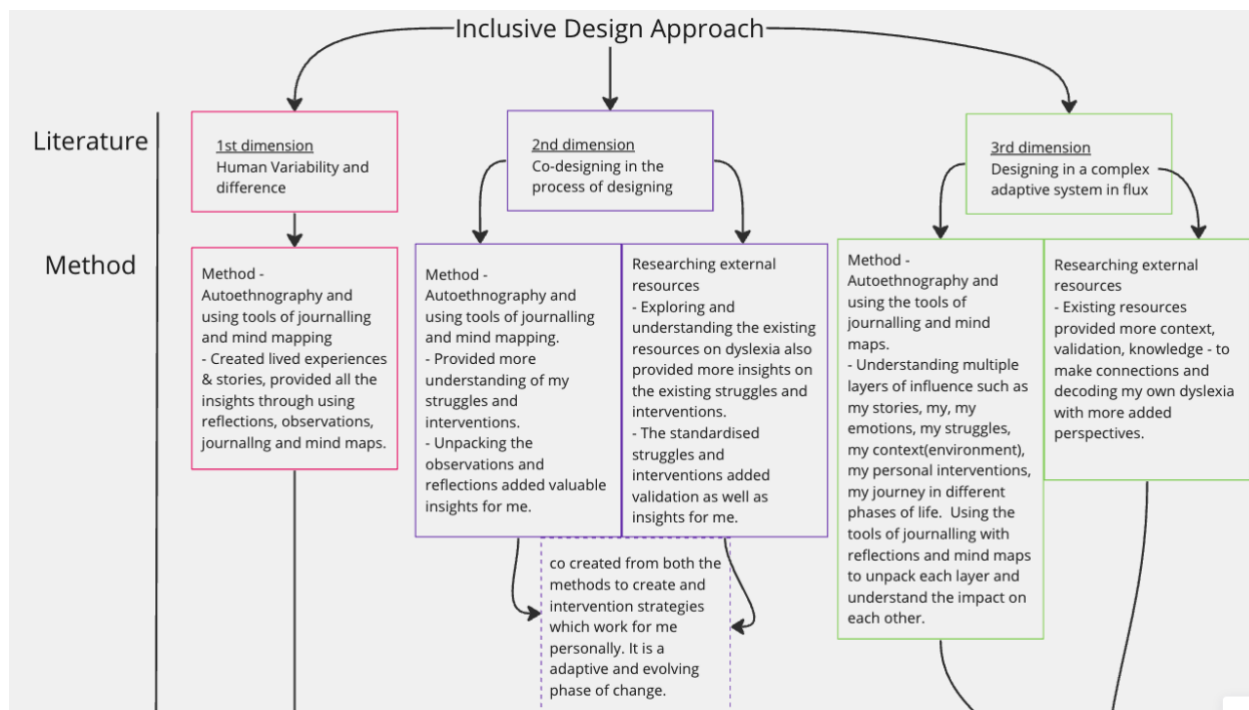 Inclusive Design Approach
Literature
1st dimension
Human Variability and
difference
2nd dimension
Co-designing in the
process of designing
3rd dimension
Designing in a complex
adaptive system in flux
Method
Method -
Autoethnography and
using tools of journalling
and mind mapping
- Created lived experiences
& stories, provided all the
insights through using
reflections, observations,
journallng and mind maps.
Method -
Autoethnography and
using tools of journalling
and mind mapping.
- Provided more
understanding of my
struggles and
interventions.
- Unpacking the
observations and
reflections added valuable
insights for me.
Researching external
resources
- Exploring and
understanding the existing
resources on dyslexia also
provided more insights on
the existing struggles and
interventions.
- The standardised
struggles and
interventions added
validation as well as
insights for me.
co created from both the
methods to create and
intervention strategies
which work for me
personally. It is a
adaptive and evolving
phase of change.
Method -
Autoethnography and
using the tools of
journalling and mind
maps.
- Understanding multiple
layers of influence such as
my stories, my, my
emotions, my struggles,
my context(environment),
my personal interventions,
my journey in different
phases of life.  Using the
tools of journalling with
reflections and mind maps
to unpack each layer and
understand the impact on
each other.
Researching external
resources
- Existing resources
provided more context,
validation, knowledge - to
make connections and
decoding my own dyslexia
with more added
perspectives.